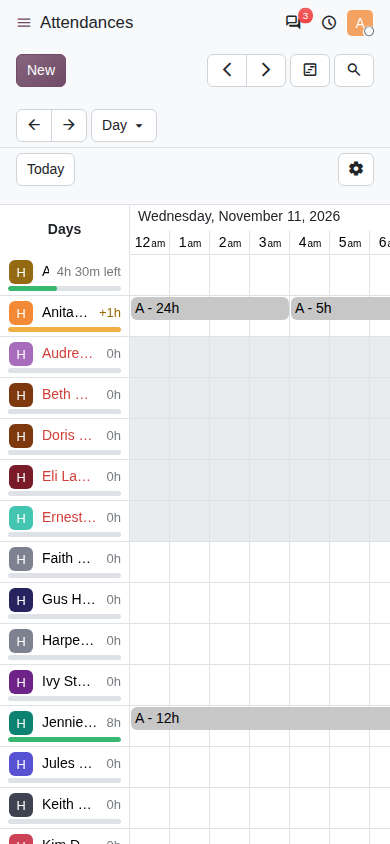 Attendances
3
A
New
Day
Today
Days
Wednesday, November 11, 2026
12am 1am 2am 3am 4am 5am
H A 4h 30m left
H Anita... +1h
A - 24h
A - 5h
H Audre... 0h
H Beth ... 0h
H Doris ... 0h
H Eli La... 0h
H Ernest... 0h
H Faith ... 0h
H Gus H... 0h
H Harpe... 0h
H Ivy St... 0h
H Jennie... 8h
A - 12h
H Jules ... 0h
H Keith ... 0h
H Kim D... 0h